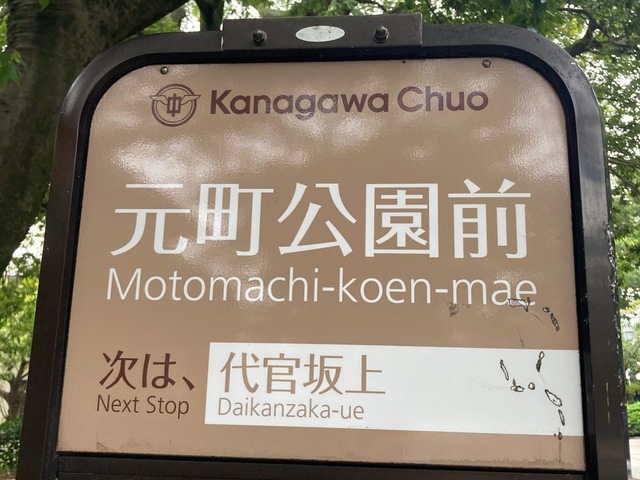 中 Kanagawa Chuo
元町公園前
Motomachi-koen-mae
次は、 代官坂上
Next Stop Daikanzaka-ue